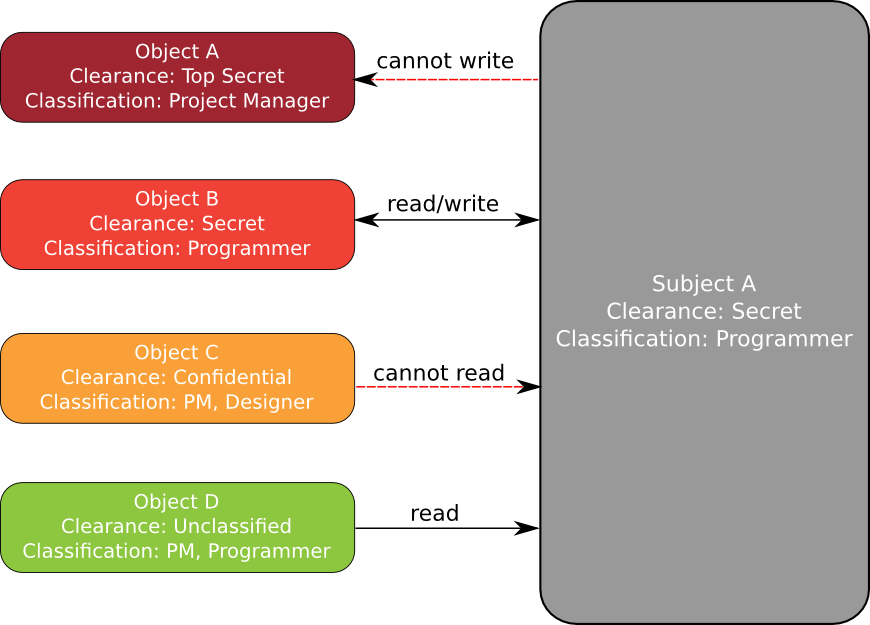 Object A
Clearance: Top Secret
Classification: Project Manager
cannot write
Object B
Clearance: Secret
Classification: Programmer
read/write
Object C
Clearance: Confidential
Classification: PM, Designer
cannot read
Object D
Clearance: Unclassified
Classification: PM, Programmer
read
Subject A
Clearance: Secret
Classification: Programmer